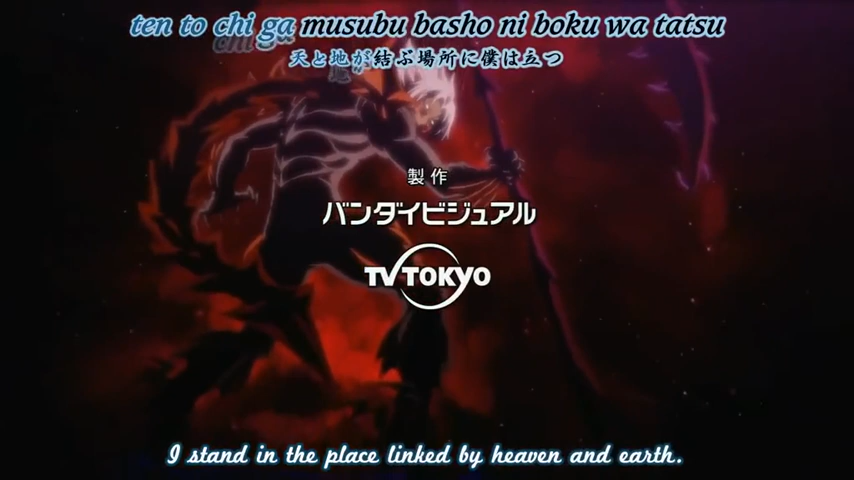 ten to chi ga musubu basho ni boku wa tatsu
天と地が結ぶ場所に僕は立つ
製作
バンダイビジュアル
TV TOKYO
I stand in the place linked by heaven and earth.